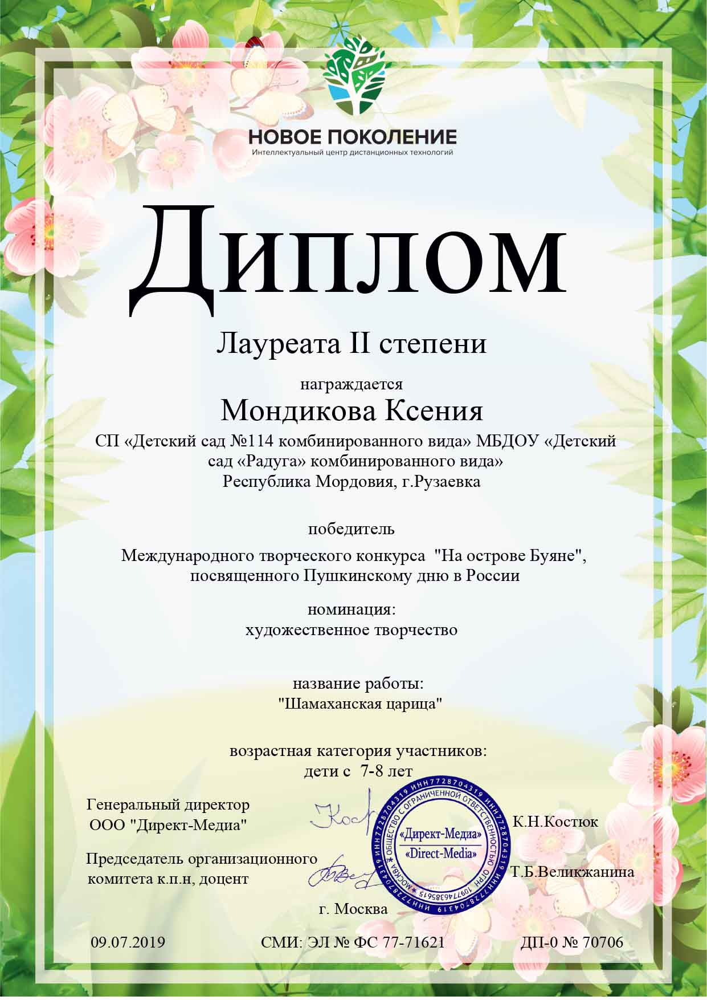 НОВОЕ ПОКОЛЕНИЕ
Интеллектуальный центр дистанционных технологий
Диплом
Лауреата II степени
награждается
Мондикова Ксения
СП «Детский сад №114 комбинированного вида» МБДОУ «Детский
сад «Радуга» комбинированного вида»
Республика Мордовия, г.Рузаевка
победитель
Международного творческого конкурса "На острове Буяне",
посвященного Пушкинскому дню в России
номинация:
художественное творчество
название работы:
"Шамаханская царица"
возрастная категория участников:
дети с 7-8 лет
Генеральный директор
ООО "Директ-Медиа"
К.Н.Костюк
Председатель организационного
комитета к.п.н, доцент
Т.Б.Великжанина
ИНН7728704319 ИНН7728704319 ИНН7728704319 ИНН7728704319 ИНН7728704319 ИНН7728704319
ОБЩЕСТВО С ОГРАНИЧЕННОЙ ОТВЕТСТВЕННОСТЬЮ ОГРН 1097746385615 * МОСКВА *
«Директ-Медиа»
«Direct-Media»
г. Москва
09.07.2019 СМИ: ЭЛ № ФС 77-71621 ДП-0 № 70706